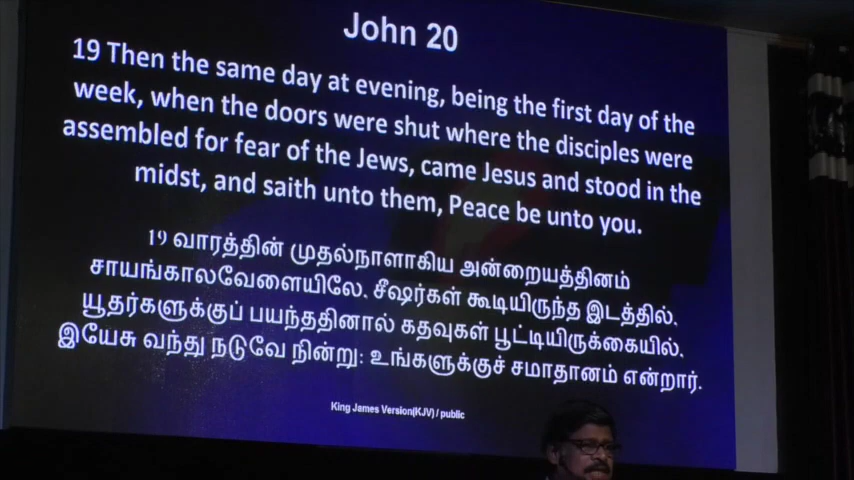 John 20
19 Then the same day at evening, being the first day of the
week, when the doors were shut where the disciples were
assembled for fear of the Jews, came Jesus and stood in the
midst, and saith unto them, Peace be unto you.
19 வாரத்தின் முதல்நாளாகிய அன்றையத்தினம்
சாயங்காலவேளையிலே, சீஷர்கள் கூடியிருந்த இடத்தில்,
யூதர்களுக்குப் பயந்ததினால் கதவுகள் பூட்டியிருக்கையில்,
இயேசு வந்து நடுவே நின்று: உங்களுக்குச் சமாதானம் என்றார்.
King James Version(KJV) / public